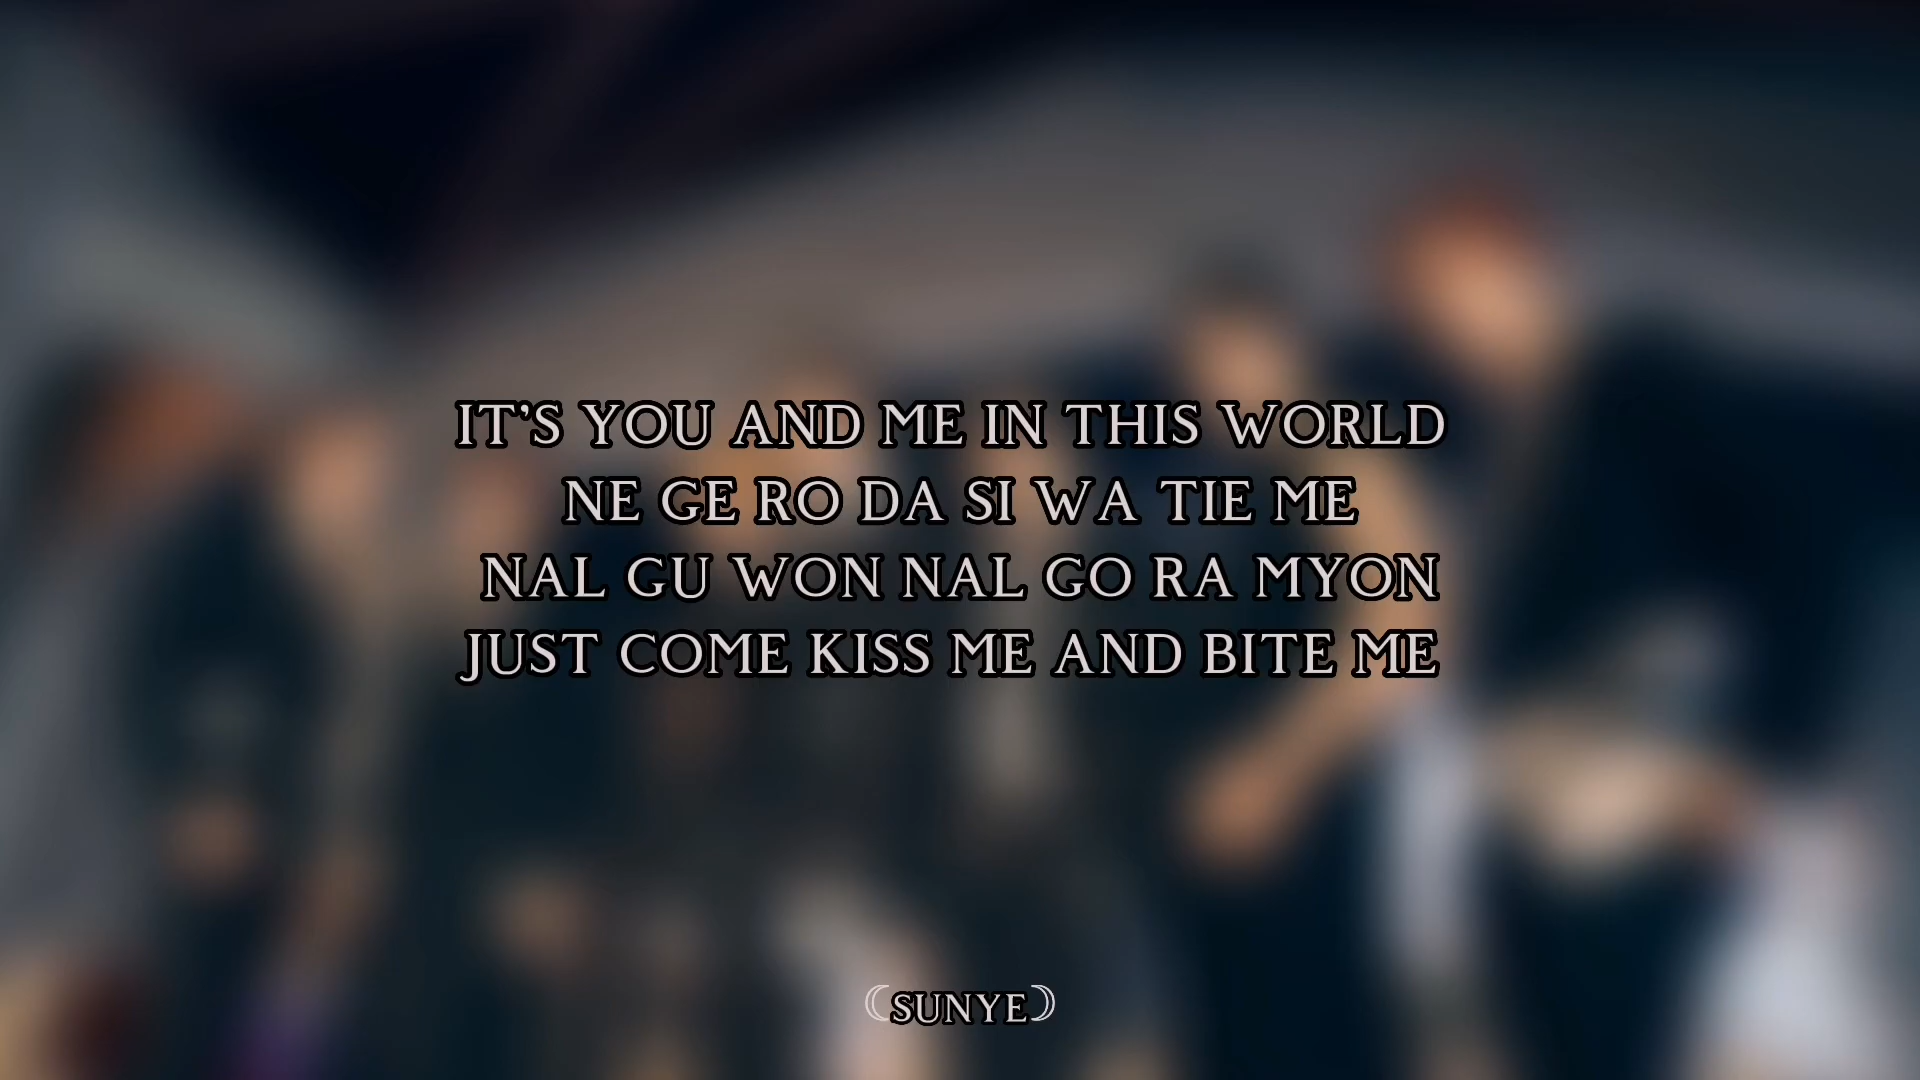 IT'S YOU AND ME IN THIS WORLD
NE GE RO DA SI WA TIE ME
NAL GU WON NAL GO RA MYON
JUST COME KISS ME AND BITE ME
☾SUNYE☽